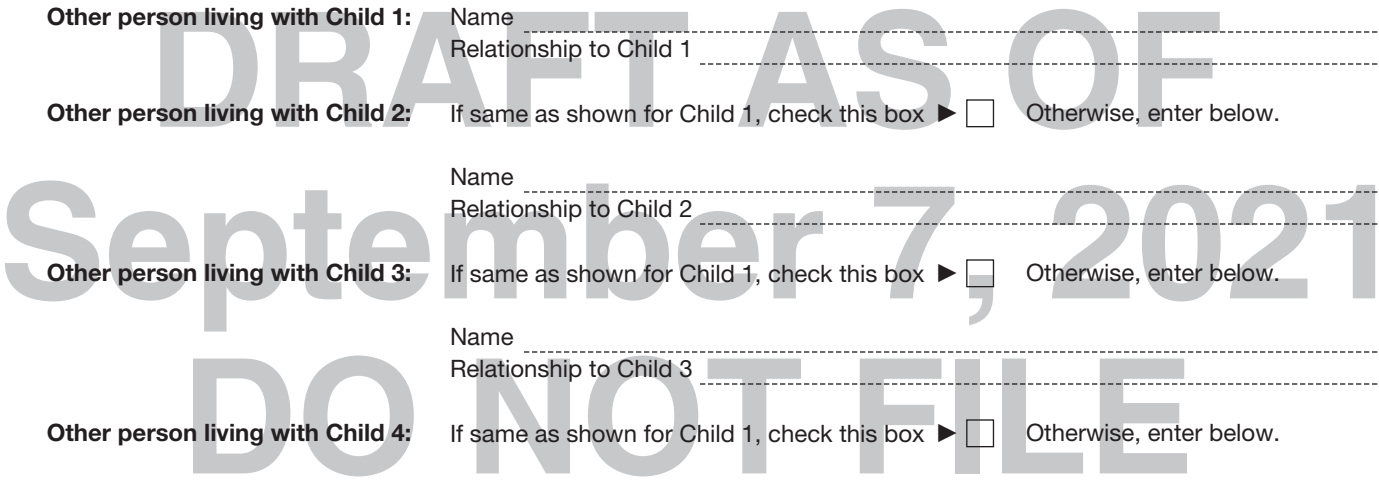 DRAFT AS OF
Other person living with Child 1: Name
Relationship to Child 1
Other person living with Child 2: If same as shown for Child 1, check this box ► Otherwise, enter below.
Name
September 7, 2021
Relationship to Child 2
Other person living with Child 3: If same as shown for Child 1, check this box ► Otherwise, enter below.
Name
Relationship to Child 3
DO NOT FILE
Other person living with Child 4: If same as shown for Child 1, check this box ► Otherwise, enter below.